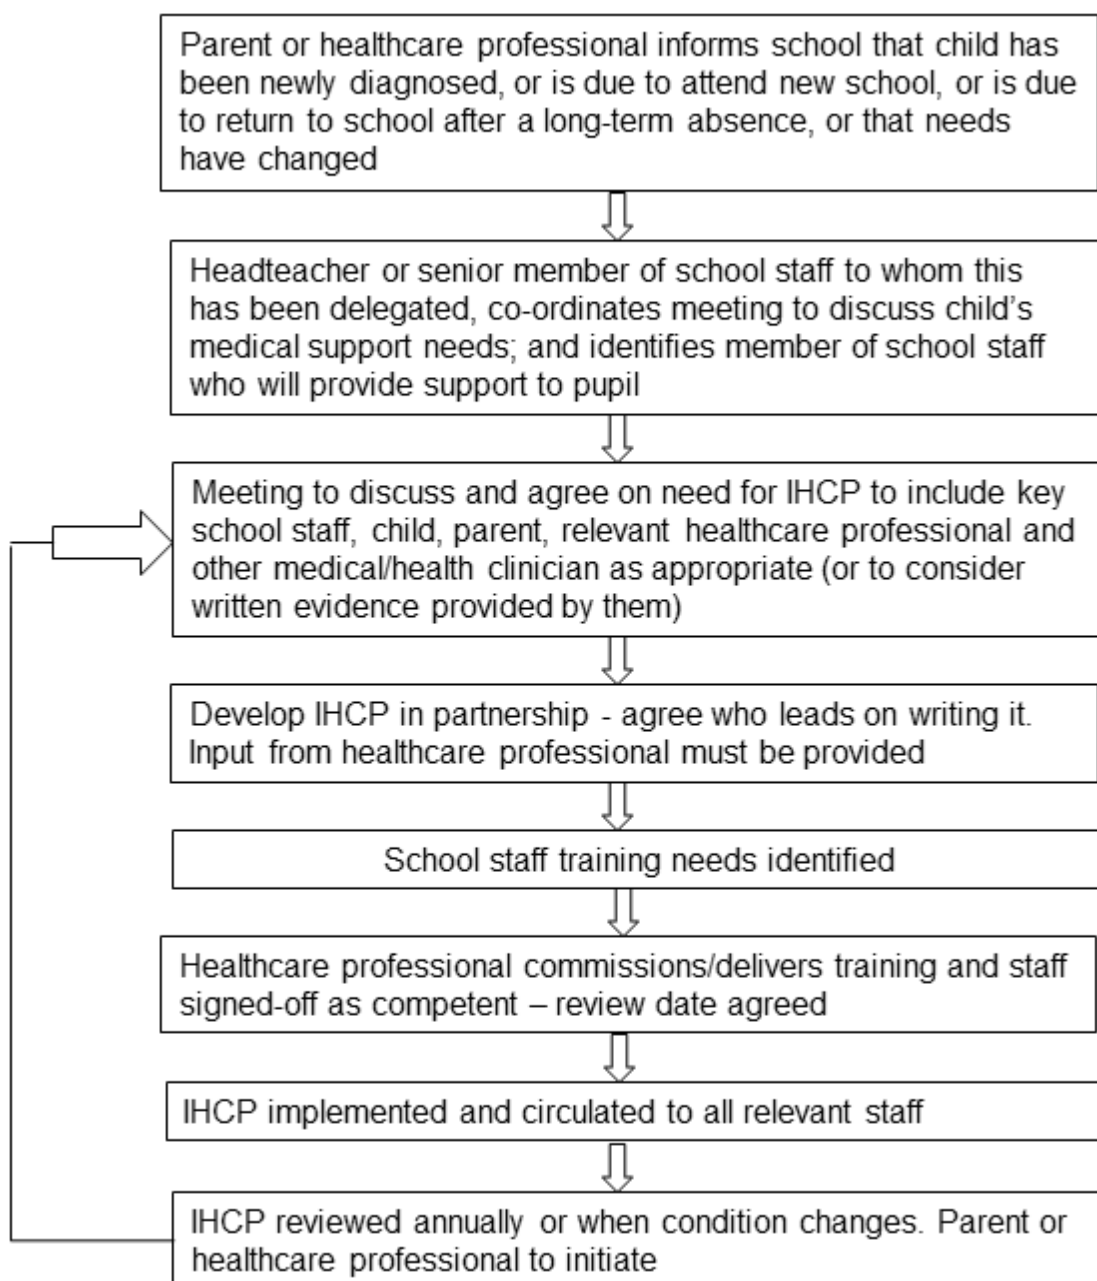 Parent or healthcare professional informs school that child has
been newly diagnosed, or is due to attend new school, or is due
to return to school after a long-term absence, or that needs
have changed
Headteacher or senior member of school staff to whom this
has been delegated, co-ordinates meeting to discuss child’s
medical support needs; and identifies member of school staff
who will provide support to pupil
Meeting to discuss and agree on need for IHCP to include key
school staff, child, parent, relevant healthcare professional and
other medical/health clinician as appropriate (or to consider
written evidence provided by them)
Develop IHCP in partnership - agree who leads on writing it.
Input from healthcare professional must be provided
School staff training needs identified
Healthcare professional commissions/delivers training and staff
signed-off as competent – review date agreed
IHCP implemented and circulated to all relevant staff
IHCP reviewed annually or when condition changes. Parent or
healthcare professional to initiate